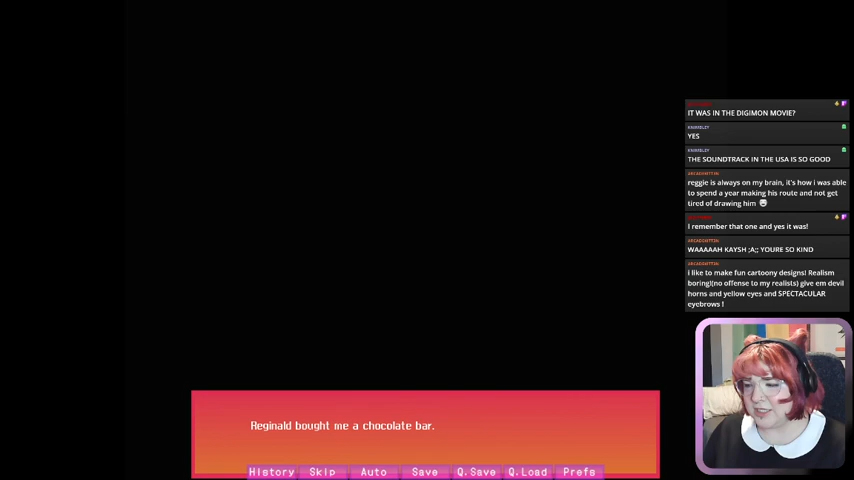 IT WAS IN THE DIGIMON MOVIE?
YES
THE SOUNDTRACK IN THE USA IS SO GOOD
reggie is always on my brain, it's how i was able
to spend a year making his route and not get
tired of drawing him
I remember that one and yes it was!
WAAAAAH KAYSH ;A;; YOURE SO KIND
i like to make fun cartoony designs! Realism
boring!(no offense to my realists) give em devil
horns and yellow eyes and SPECTACULAR
eyebrows !
Reginald bought me a chocolate bar.
History Skip Auto Save Q.Save Q.Load Prefs